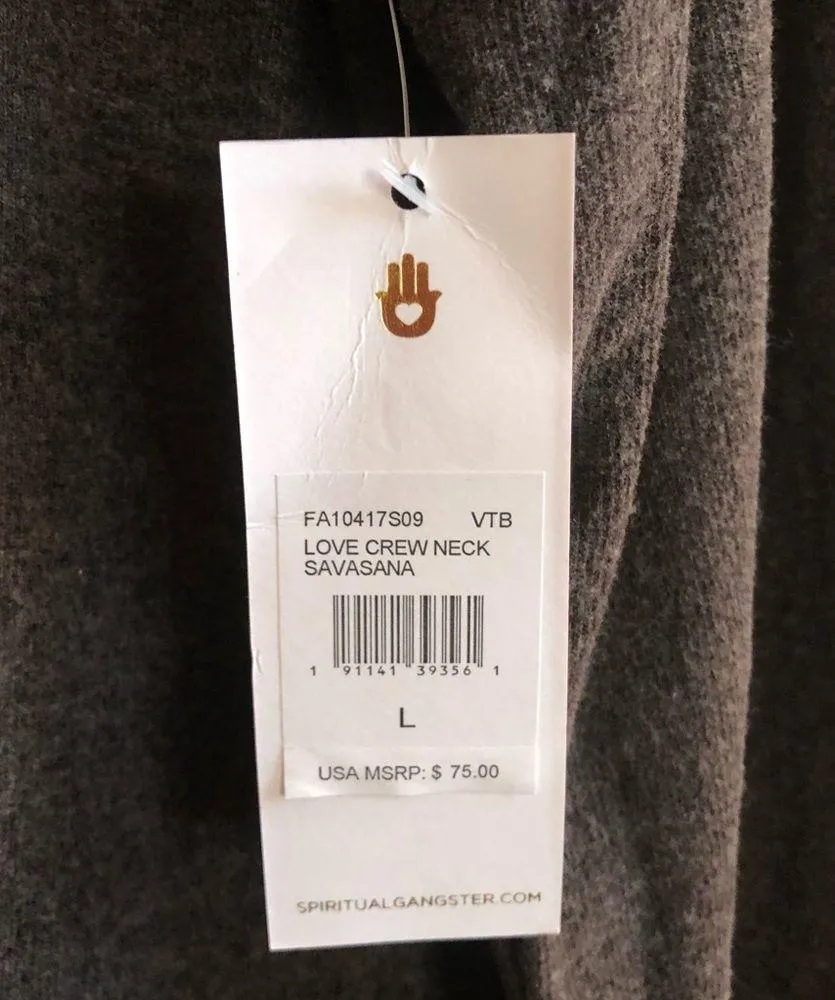 FA10417S09 VTB
LOVE CREW NECK
SAVASANA
1 91141 39356 1
L
USA MSRP: $ 75.00
SPIRITUALGANGSTER.COM